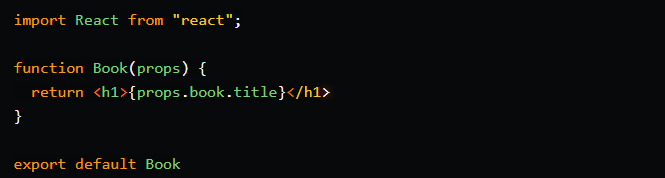 import React from "react";
function Book(props) {
return <h1>{props.book.title}</h1>
}
export default Book